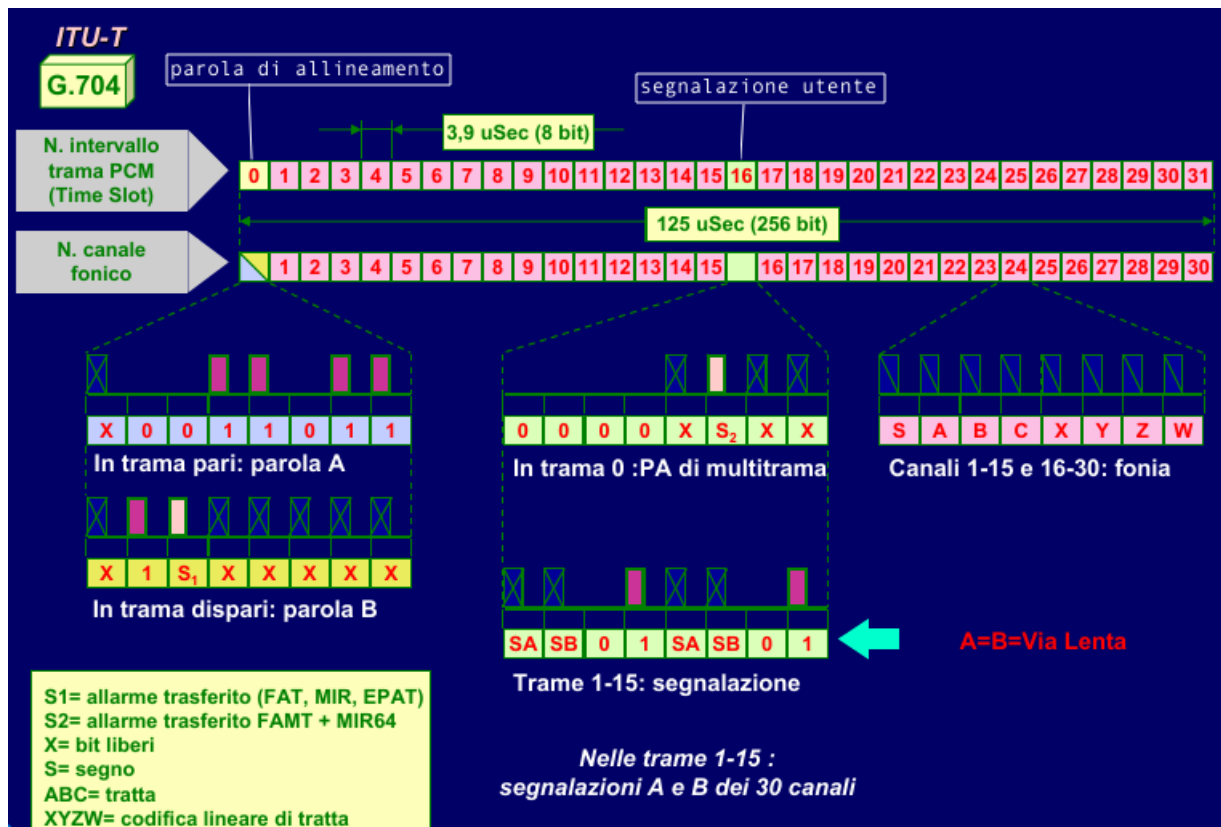 ITU-T
G.704
parola di allineamento
segnalazione utente
3,9 uSec (8 bit)
N. intervallo
trama PCM
(Time Slot)
0 1 2 3 4 5 6 7 8 9 10 11 12 13 14 15 16 17 18 19 20 21 22 23 24 25 26 27 28 29 30 31
125 uSec (256 bit)
N. canale
fonico
1 2 3 4 5 6 7 8 9 10 11 12 13 14 15 16 17 18 19 20 21 22 23 24 25 26 27 28 29 30
X 0 0 1 1 0 1 1
In trama pari: parola A
X 1 S1 X X X X X
In trama dispari: parola B
0 0 0 0 X S2 X X
In trama 0 :PA di multitrama
SA SB 0 1 SA SB 0 1
Trame 1-15: segnalazione
S A B C X Y Z W
Canali 1-15 e 16-30: fonia
A=B=Via Lenta
S1= allarme trasferito (FAT, MIR, EPAT)
S2= allarme trasferito FAMT + MIR64
X= bit liberi
S= segno
ABC= tratta
XYZW= codifica lineare di tratta
Nelle trame 1-15 :
segnalazioni A e B dei 30 canali